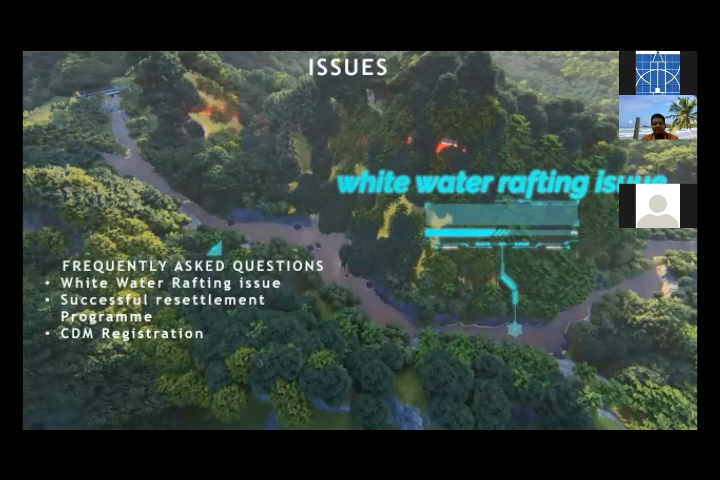 ISSUES
white water rafting issue
FREQUENTLY ASKED QUESTIONS
• White Water Rafting issue
• Successful resettlement
Programme
• CDM Registration